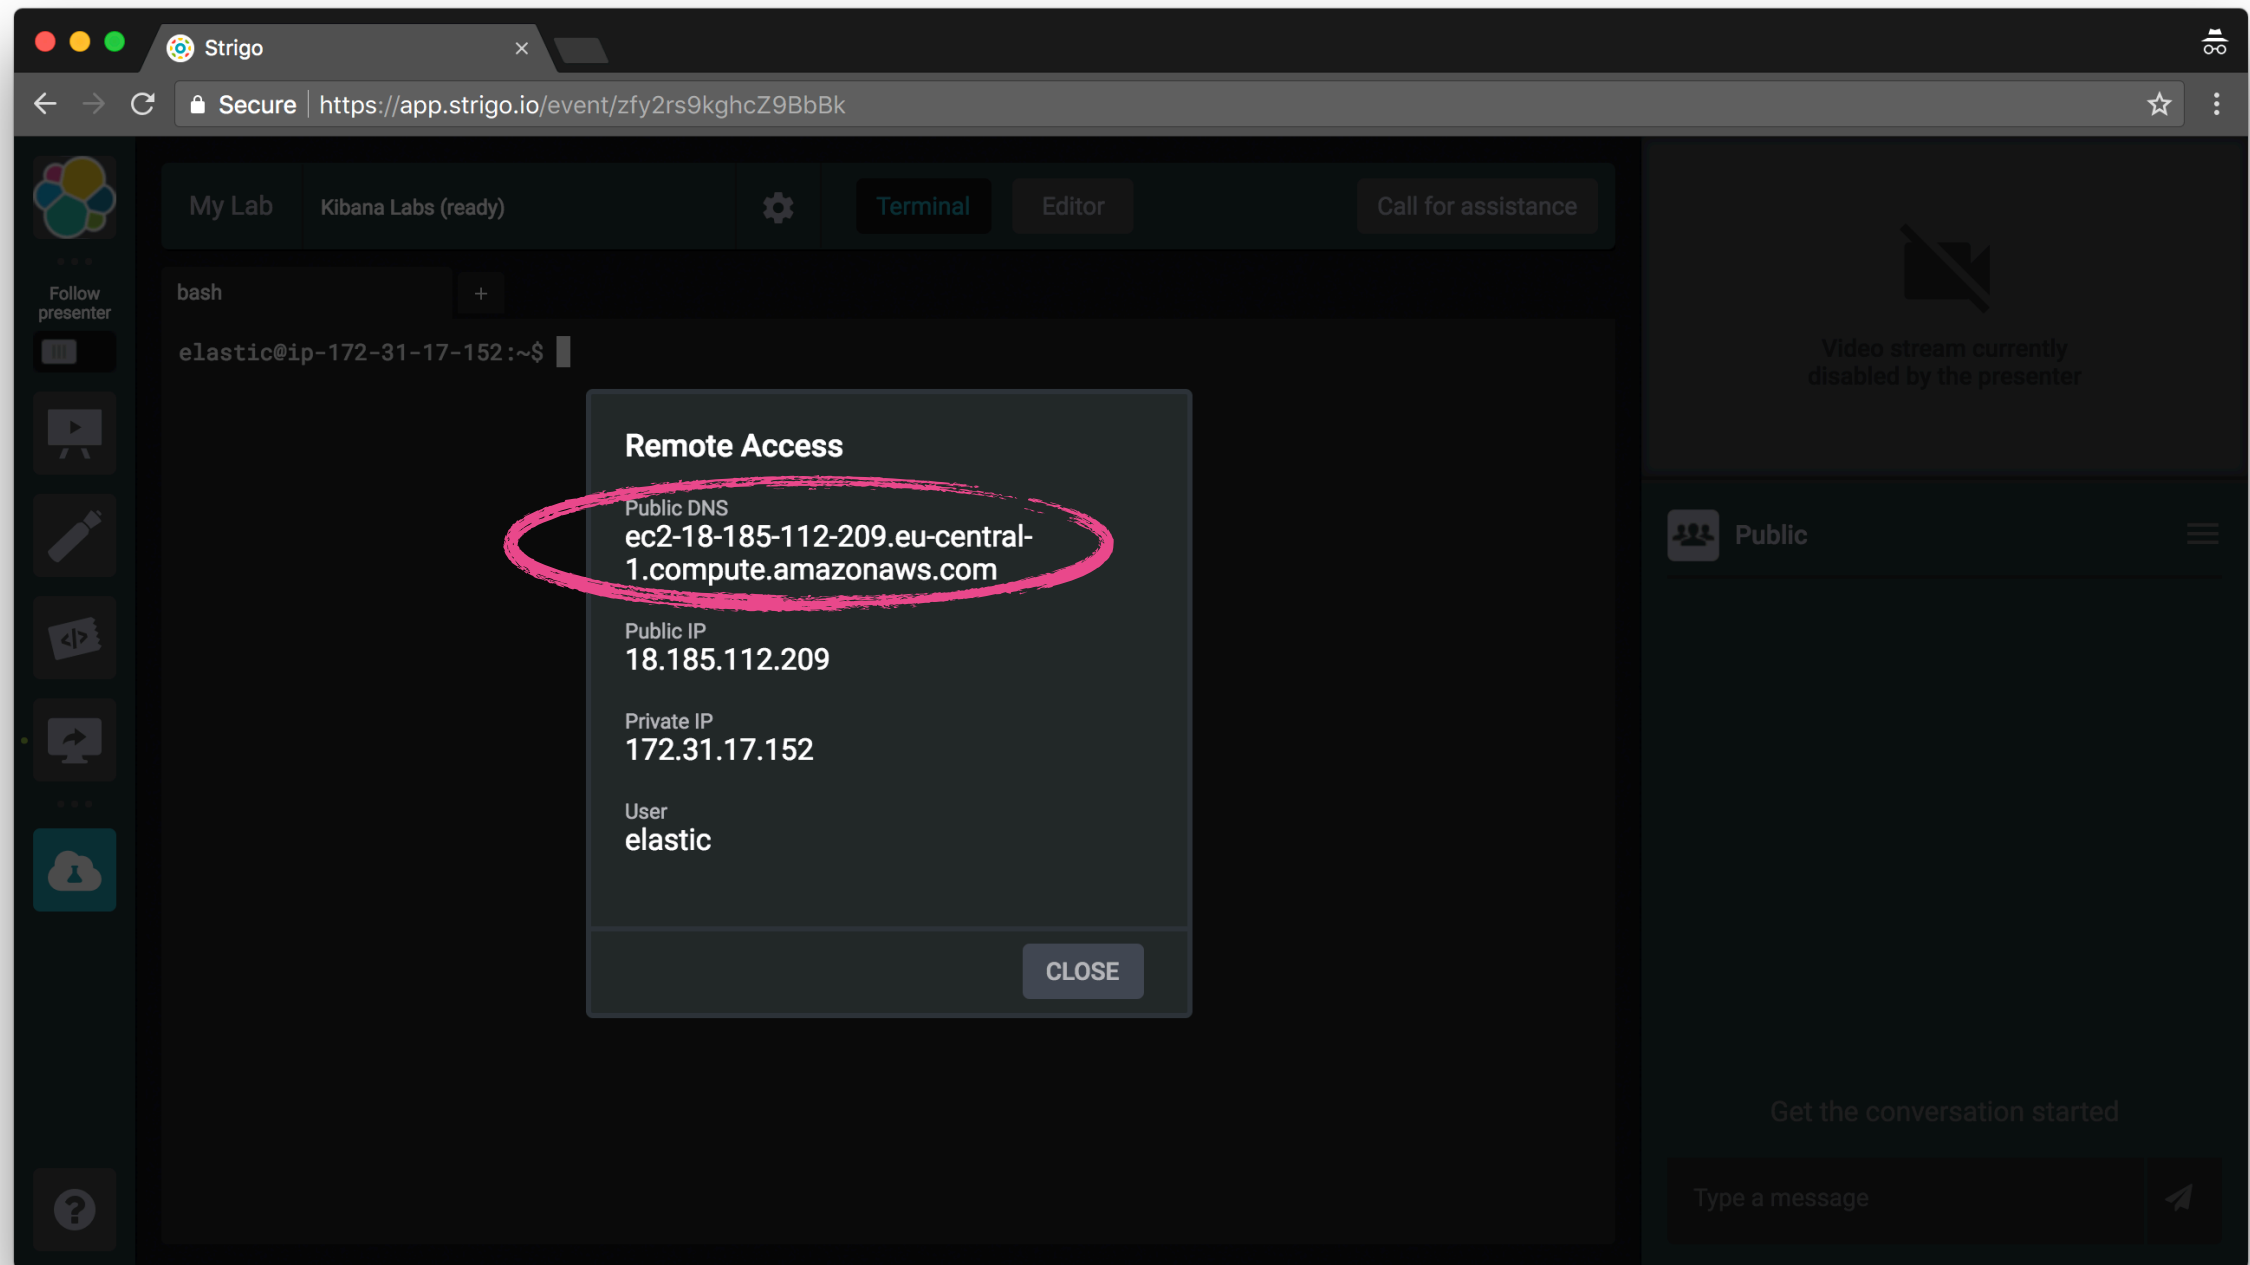 Strigo
Secure https://app.strigo.io/event/zfy2rs9kghcZ9BbBk
My Lab
Kibana Labs (ready)
Terminal
Editor
Call for assistance
Follow
presenter
bash
+
elastic@ip-172-31-17-152:~$
Video stream currently
disabled by the presenter
Remote Access
Public DNS
ec2-18-185-112-209.eu-central-
1.compute.amazonaws.com
Public IP
18.185.112.209
Private IP
172.31.17.152
User
elastic
CLOSE
Public
Get the conversation started
Type a message